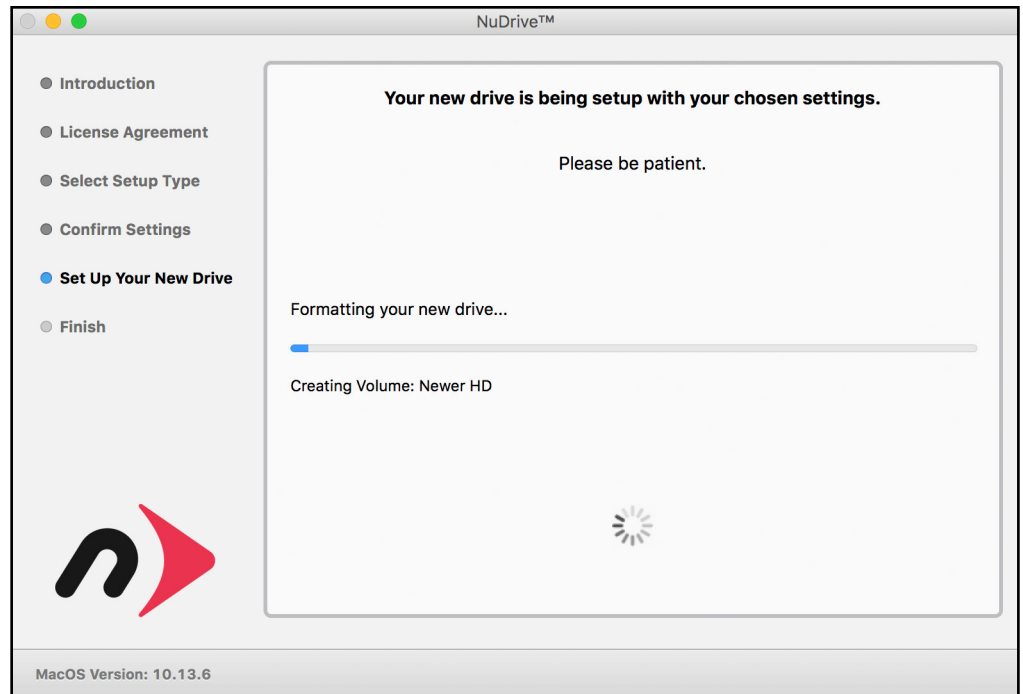 NuDrive™
Introduction
License Agreement
Select Setup Type
Confirm Settings
Set Up Your New Drive
Finish
Your new drive is being setup with your chosen settings.
Please be patient.
Formatting your new drive...
Creating Volume: Newer HD
MacOS Version: 10.13.6